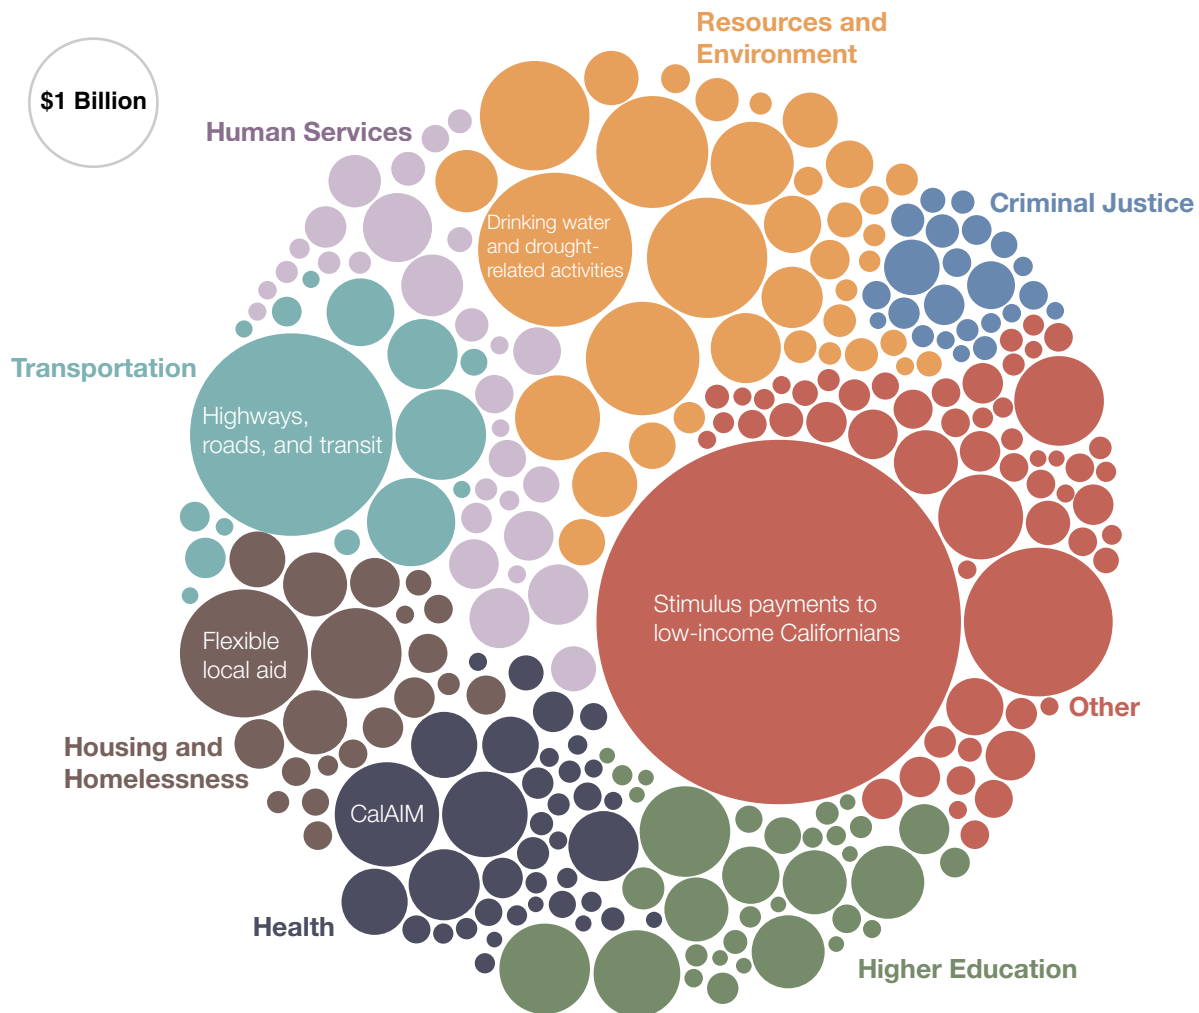 Resources and
Environment
$1 Billion
Human Services
Criminal Justice
Drinking water
and drought-
related activities
Transportation
Highways,
roads, and transit
Stimulus payments to
low-income Californians
Flexible
local aid
Other
Housing and
Homelessness
CalAIM
Health
Higher Education